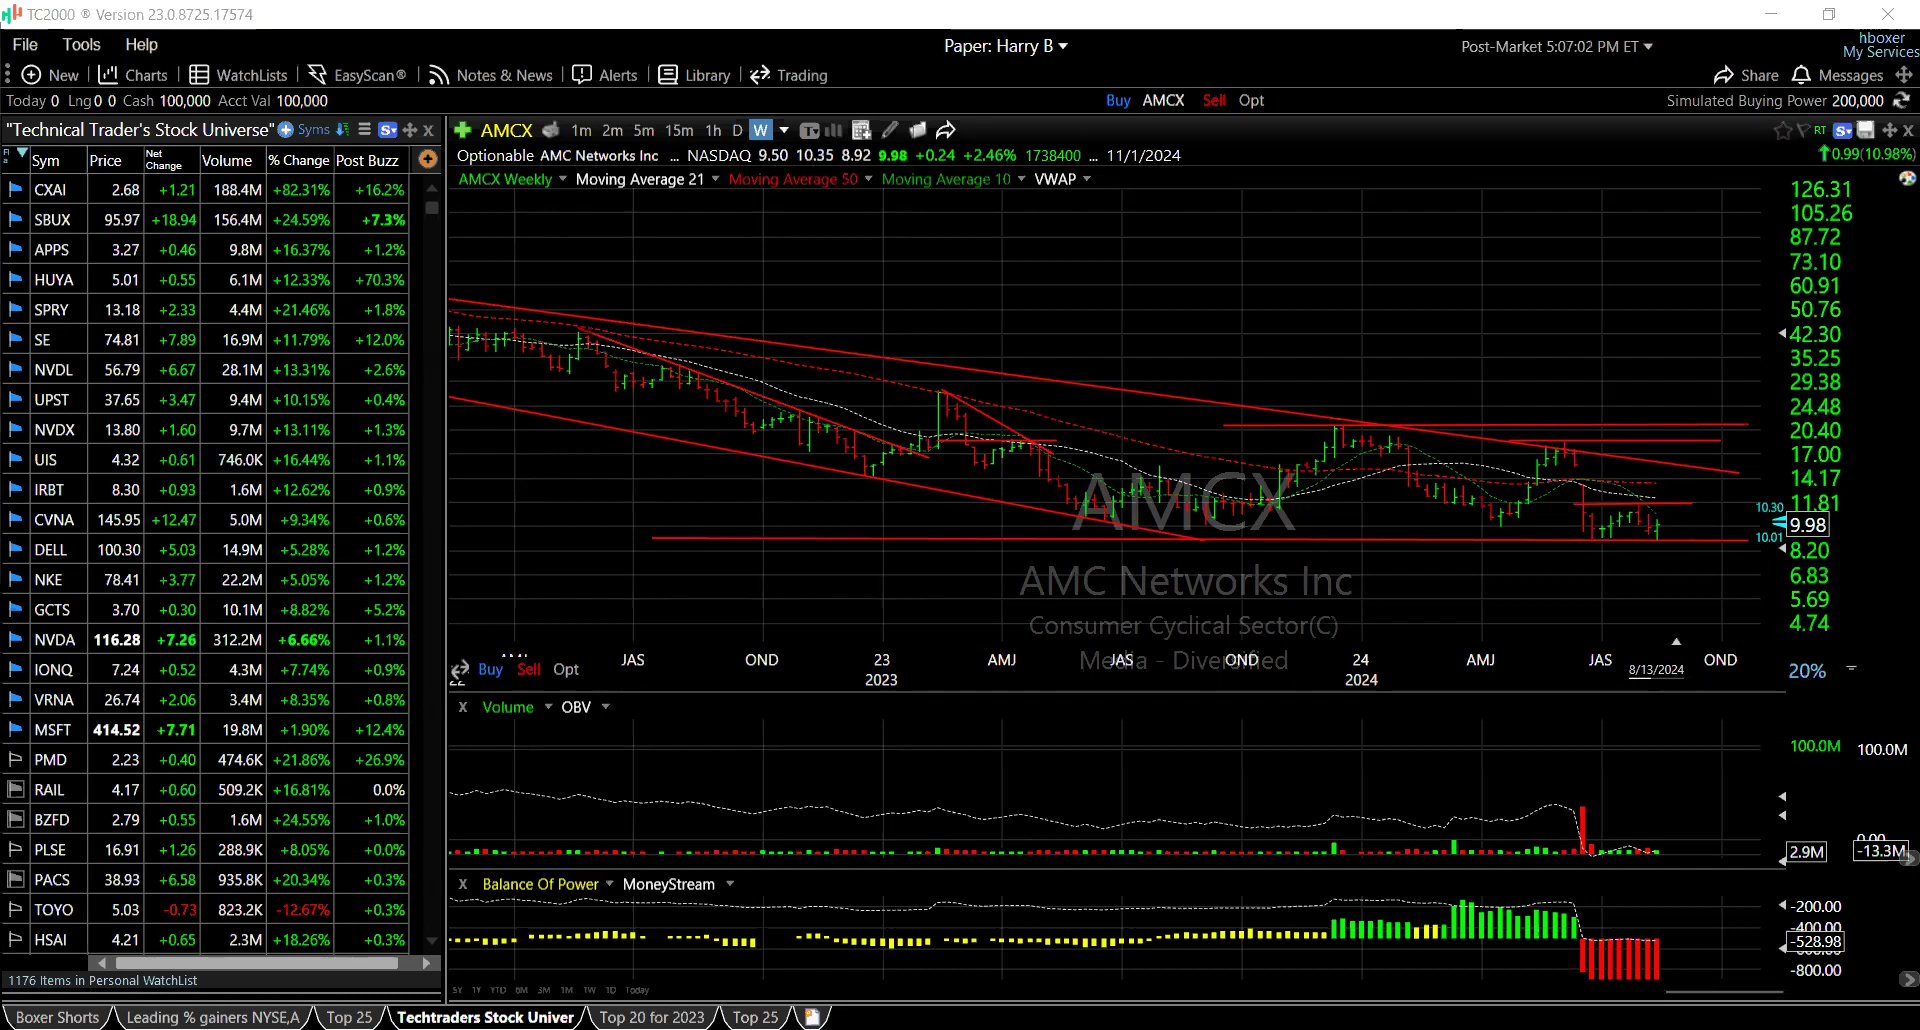 TC2000 ® Version 23.0.8725.17574
File Tools Help
Paper: Harry B
Post-Market 5:07:02 PM ET
hboxer
My Services
New Charts WatchLists EasyScan® Notes & News Alerts Library Trading
Share Messages
Today 0 Lng 0 0 Cash 100,000 Acct Val 100,000
Buy AMCX Sell Opt
Simulated Buying Power 200,000
"Technical Trader's Stock Universe" Syms
AMCX 1m 2m 5m 15m 1h D W
RT
Sym Price Net Change Volume % Change Post Buzz
Optionable AMC Networks Inc ... NASDAQ 9.50 10.35 8.92 9.98 +0.24 +2.46% 1738400 ... 11/1/2024
0.99(10.98%)
AMCX Weekly Moving Average 21 Moving Average 50 Moving Average 10 VWAP
CXAI 2.68 +1.21 188.4M +82.31% +16.2%
SBUX 95.97 +18.94 156.4M +24.59% +7.3%
APPS 3.27 +0.46 9.8M +16.37% +1.2%
HUYA 5.01 +0.55 6.1M +12.33% +70.3%
SPRY 13.18 +2.33 4.4M +21.46% +1.8%
SE 74.81 +7.89 16.9M +11.79% +12.0%
NVDL 56.79 +6.67 28.1M +13.31% +2.6%
UPST 37.65 +3.47 9.4M +10.15% +0.4%
NVDX 13.80 +1.60 9.7M +13.11% +1.3%
UIS 4.32 +0.61 746.0K +16.44% +1.1%
IRBT 8.30 +0.93 1.6M +12.62% +0.9%
CVNA 145.95 +12.47 5.0M +9.34% +0.6%
DELL 100.30 +5.03 14.9M +5.28% +1.2%
NKE 78.41 +3.77 22.2M +5.05% +1.2%
GCTS 3.70 +0.30 10.1M +8.82% +5.2%
NVDA 116.28 +7.26 312.2M +6.66% +1.1%
IONQ 7.24 +0.52 4.3M +7.74% +0.9%
VRNA 26.74 +2.06 3.4M +8.35% +0.8%
MSFT 414.52 +7.71 19.8M +1.90% +12.4%
PMD 2.23 +0.40 474.6K +21.86% +26.9%
RAIL 4.17 +0.60 509.2K +16.81% 0.0%
BZFD 2.79 +0.55 1.6M +24.55% +1.0%
PLSE 16.91 +1.26 288.9K +8.05% +0.0%
PACS 38.93 +6.58 935.8K +20.34% +0.3%
TOYO 5.03 -0.73 823.2K -12.67% +0.3%
HSAI 4.21 +0.65 2.3M +18.26% +0.3%
1176 Items in Personal WatchList
126.31
105.26
87.72
73.10
60.91
50.76
42.30
35.25
29.38
24.48
20.40
17.00
14.17
11.81
10.30
9.98
10.01
8.20
6.83
5.69
4.74
AMCX
AMC Networks Inc
Consumer Cyclical Sector(C)
Media - Diversified
JAS OND 23 AMJ JAS OND 24 AMJ JAS OND
2023 2024 8/13/2024
20%
Buy Sell Opt
X Volume OBV
100.0M 100.0M
2.9M -13.3M
X Balance Of Power MoneyStream
-200.00
-400.00
-528.98
-800.00
5Y 1Y YTD 6M 3M 1M 1W 1D Today
Boxer Shorts Leading % gainers NYSE,A Top 25 Techtraders Stock Univer Top 20 for 2023 Top 25